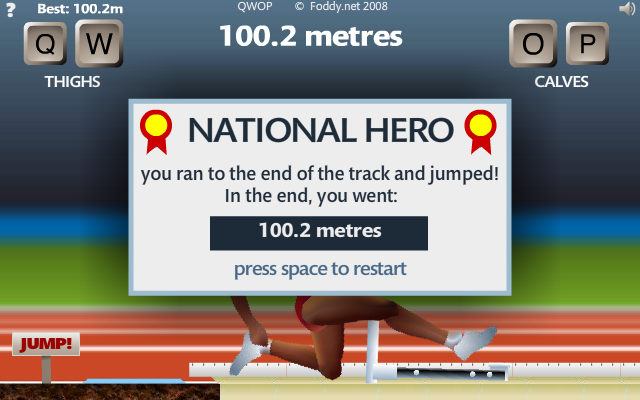 ?
Best: 100.2m
QWOP © Foddy.net 2008
Q W
THIGHS
100.2 metres
O P
CALVES
NATIONAL HERO
you ran to the end of the track and jumped!
In the end, you went:
100.2 metres
press space to restart
JUMP!